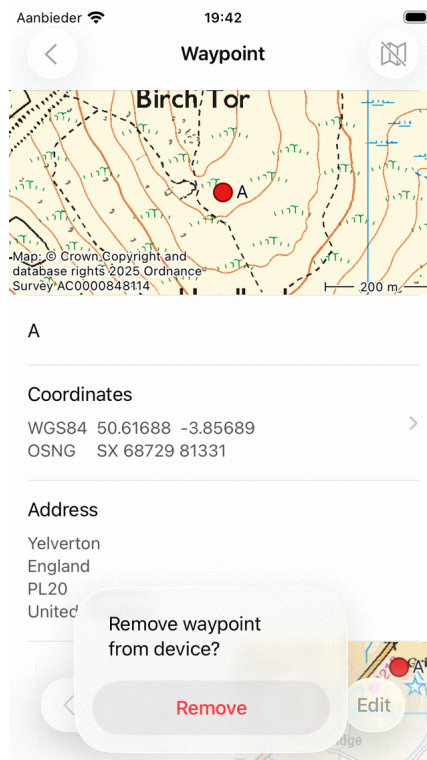 Aanbieder
19:42
Waypoint
Birch Tor
A
Map: © Crown Copyright and
database rights 2025 Ordnance
Survey AC0000848114
200 m
A
Coordinates
WGS84 50.61688 -3.85689
OSNG SX 68729 81331
Address
Yelverton
England
PL20
United
Remove waypoint
from device?
Remove
A
Edit